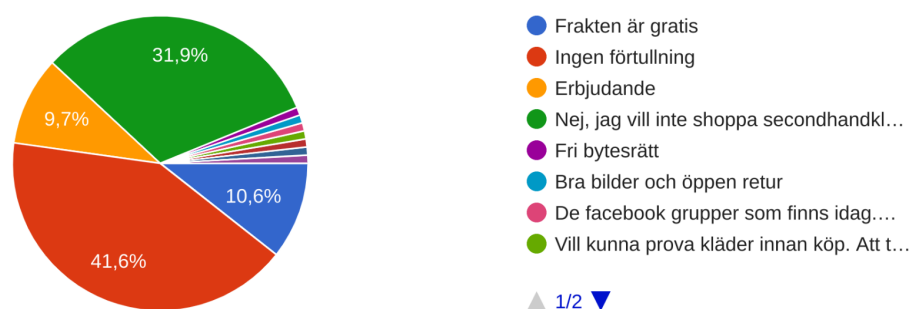 31,9%
9,7%
10,6%
41,6%
Frakten är gratis
Ingen förtullning
Erbjudande
Nej, jag vill inte shoppa secondhandkl…
Fri bytesrätt
Bra bilder och öppen retur
De facebook grupper som finns idag.…
Vill kunna prova kläder innan köp. Att t…
1/2